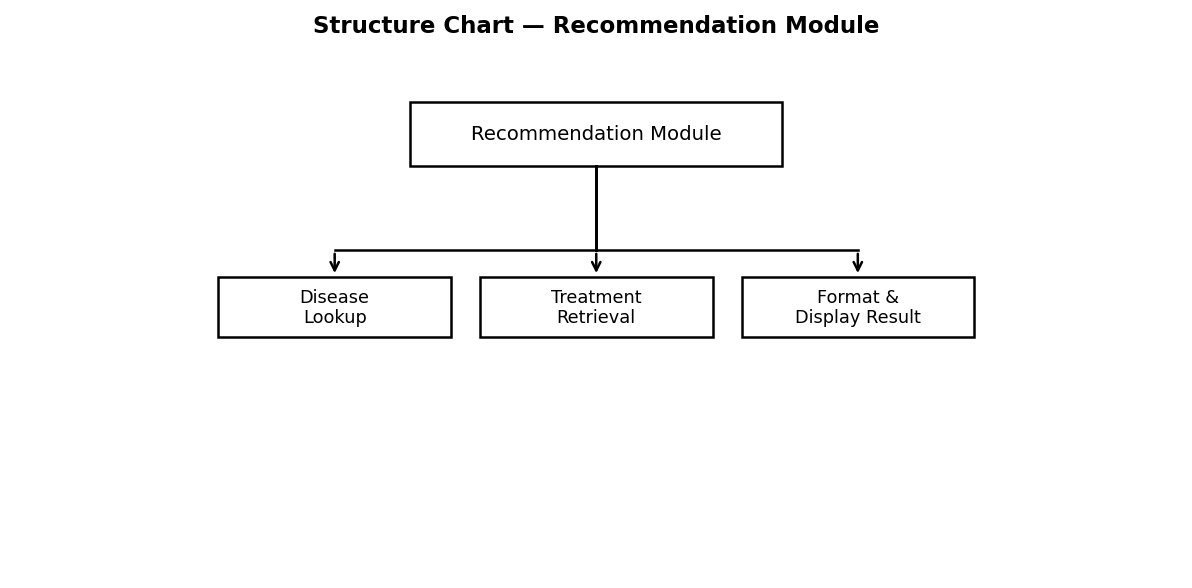 Structure Chart — Recommendation Module
Recommendation Module
Disease
Lookup
Treatment
Retrieval
Format &
Display Result